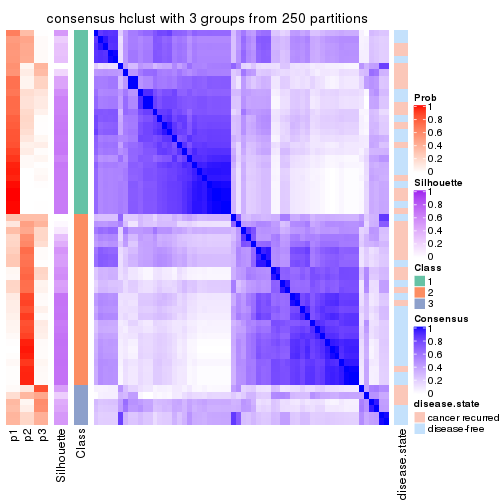 consensus hclust with 3 groups from 250 partitions
Prob
1
0.8
0.6
0.4
0.2
0
Silhouette
1
0.8
0.6
0.4
0.2
0
Class
1
2
3
Consensus
1
0.8
0.6
0.4
0.2
0
disease.state
cancer recurred
disease-free
p1
p2
p3
Silhouette
Class
disease.state